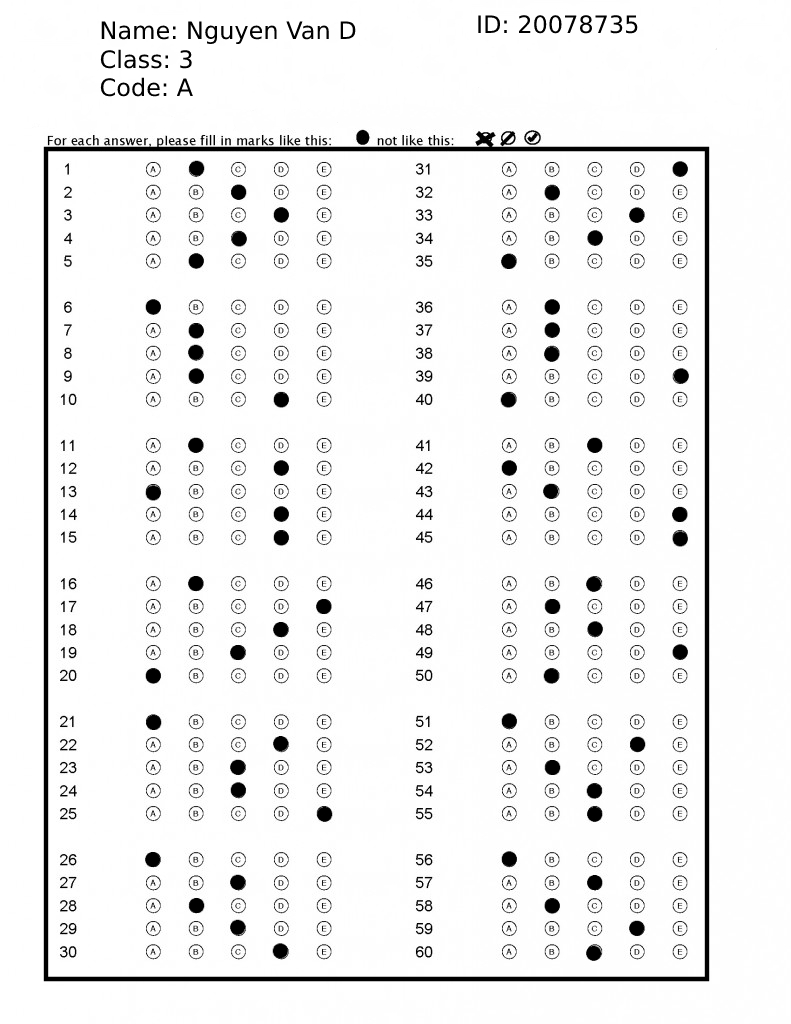 Name: Nguyen Van D
ID: 20078735
Class: 3
Code: A
For each answer, please fill in marks like this: not like this:
1 A C D E 31 A B C D
2 A B D E 32 A C D E
3 A B C E 33 A B C E
4 A B D E 34 A B D E
5 A C D E 35 B C D E
6 B C D E 36 A C D E
7 A C D E 37 A C D E
8 A C D E 38 A C D E
9 A C D E 39 A B C D
10 A B C E 40 B C D E
11 A C D E 41 A B D E
12 A B C E 42 B C D E
13 B C D E 43 A C D E
14 A B C E 44 A B C D
15 A B C E 45 A B C D
16 A C D E 46 A B D E
17 A B C D 47 A C D E
18 A B C E 48 A B D E
19 A B D E 49 A B C D
20 B C D E 50 A C D E
21 B C D E 51 B C D E
22 A B C E 52 A B C E
23 A B D E 53 A C D E
24 A B D E 54 A B D E
25 A B C D 55 A B D E
26 B C D E 56 B C D E
27 A B D E 57 A B D E
28 A C D E 58 A C D E
29 A B D E 59 A B C E
30 A B C E 60 A B D E